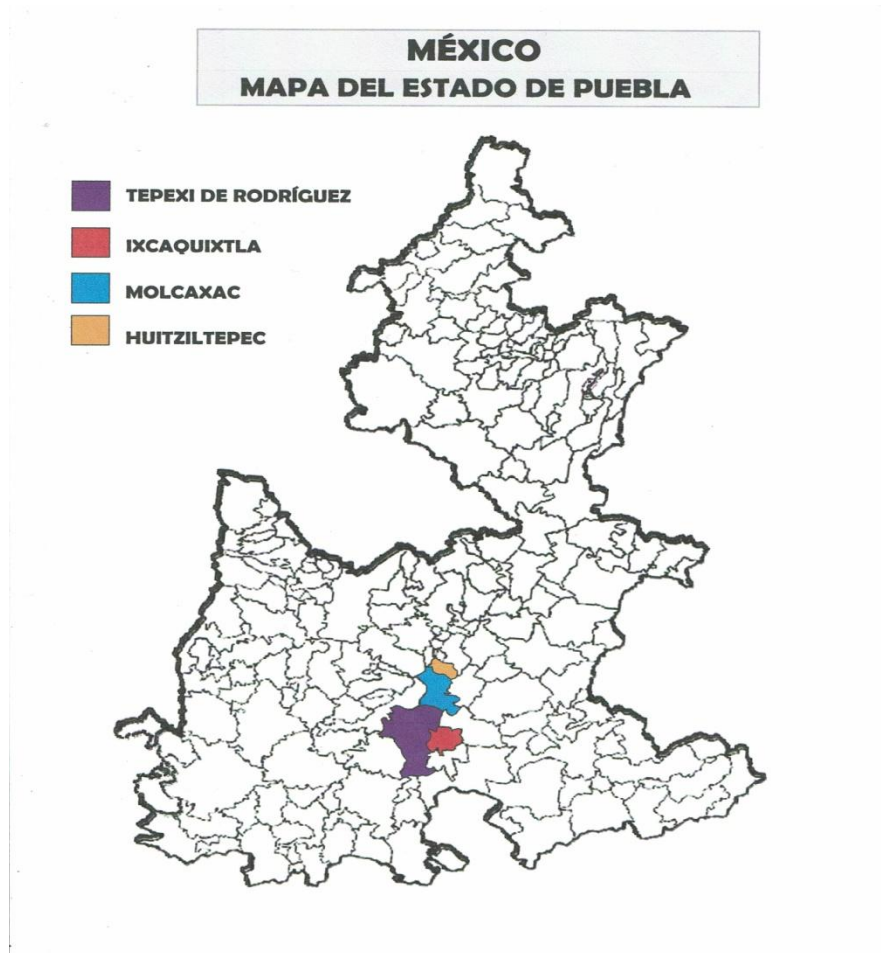 MÉXICO
MAPA DEL ESTADO DE PUEBLA
TEPEXI DE RODRÍGUEZ
IXCAQUIXTLA
MOLCAXAC
HUITZILTEPEC